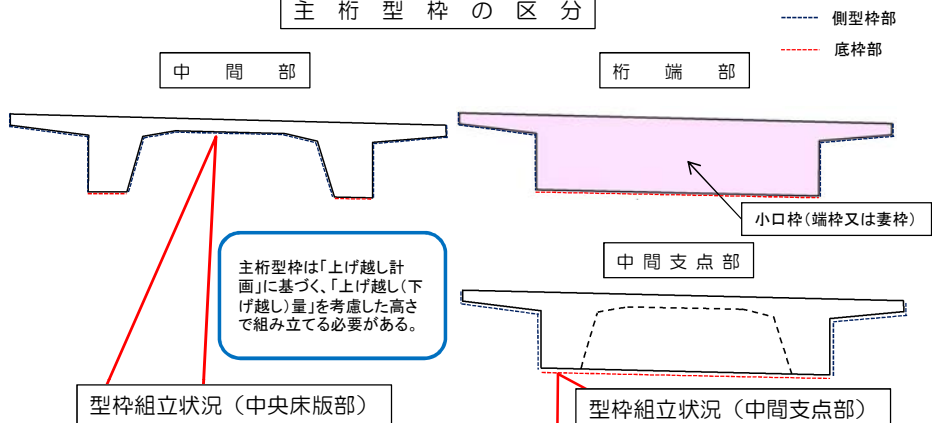 主桁型枠の区分
側型枠部
底枠部
中間部
桁端部
小口枠(端枠又は妻枠)
主桁型枠は「上げ越し計
画」に基づく、「上げ越し(下
げ越し)量」を考慮した高さ
で組み立てる必要がある。
中間支点部
型枠組立状況（中央床版部）
型枠組立状況（中間支点部）